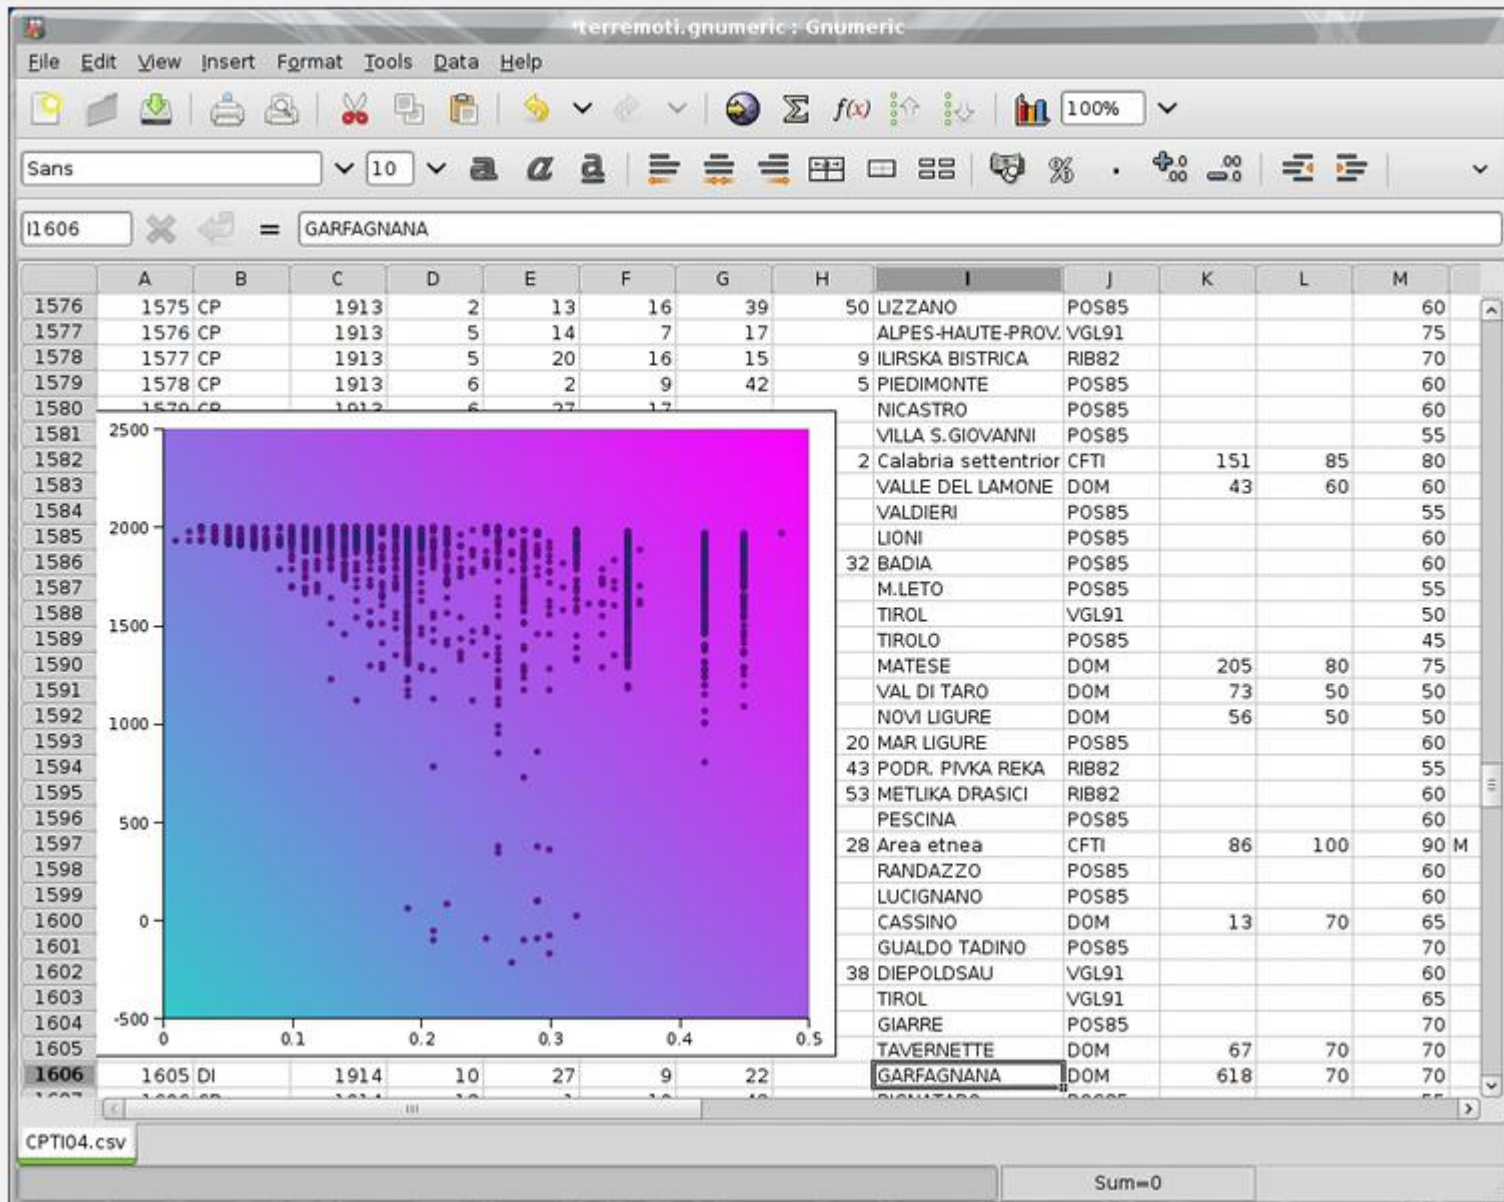 *terremoti.gnumeric : Gnumeric
File Edit View Insert Format Tools Data Help
f(x) 100%
Sans 10 a a a % . +.0 .00 .00 -.0
I1606 = GARFAGNANA
A B C D E F G H I J K L M
1576 1575 CP 1913 2 13 16 39 50 LIZZANO POS85 60
1577 1576 CP 1913 5 14 7 17 ALPES-HAUTE-PROV. VGL91 75
1578 1577 CP 1913 5 20 16 15 9 ILIRSKA BISTRICA RIB82 70
1579 1578 CP 1913 6 2 9 42 5 PIEDIMONTE POS85 60
1580 1579 CP 1913 6 27 17 NICASTRO POS85 60
1581 VILLA S.GIOVANNI POS85 55
1582 2 Calabria settentrior CFTI 151 85 80
1583 VALLE DEL LAMONE DOM 43 60 60
1584 VALDIERI POS85 55
1585 LIONI POS85 60
1586 32 BADIA POS85 60
1587 M.LETO POS85 55
1588 TIROL VGL91 50
1589 TIROLO POS85 45
1590 MATESE DOM 205 80 75
1591 VAL DI TARO DOM 73 50 50
1592 NOVI LIGURE DOM 56 50 50
1593 20 MAR LIGURE POS85 60
1594 43 PODR. PIVKA REKA RIB82 55
1595 53 METLIKA DRASICI RIB82 60
1596 PESCINA POS85 60
1597 28 Area etnea CFTI 86 100 90 M
1598 RANDAZZO POS85 60
1599 LUCIGNANO POS85 60
1600 CASSINO DOM 13 70 65
1601 GUALDO TADINO POS85 70
1602 38 DIEPOLDSAU VGL91 60
1603 TIROL VGL91 65
1604 GIARRE POS85 70
1605 TAVERNETTE DOM 67 70 70
1606 1605 DI 1914 10 27 9 22 GARFAGNANA DOM 618 70 70
2500
2000
1500
1000
500
0
-500
0 0.1 0.2 0.3 0.4 0.5
CPTI04.csv
Sum=0